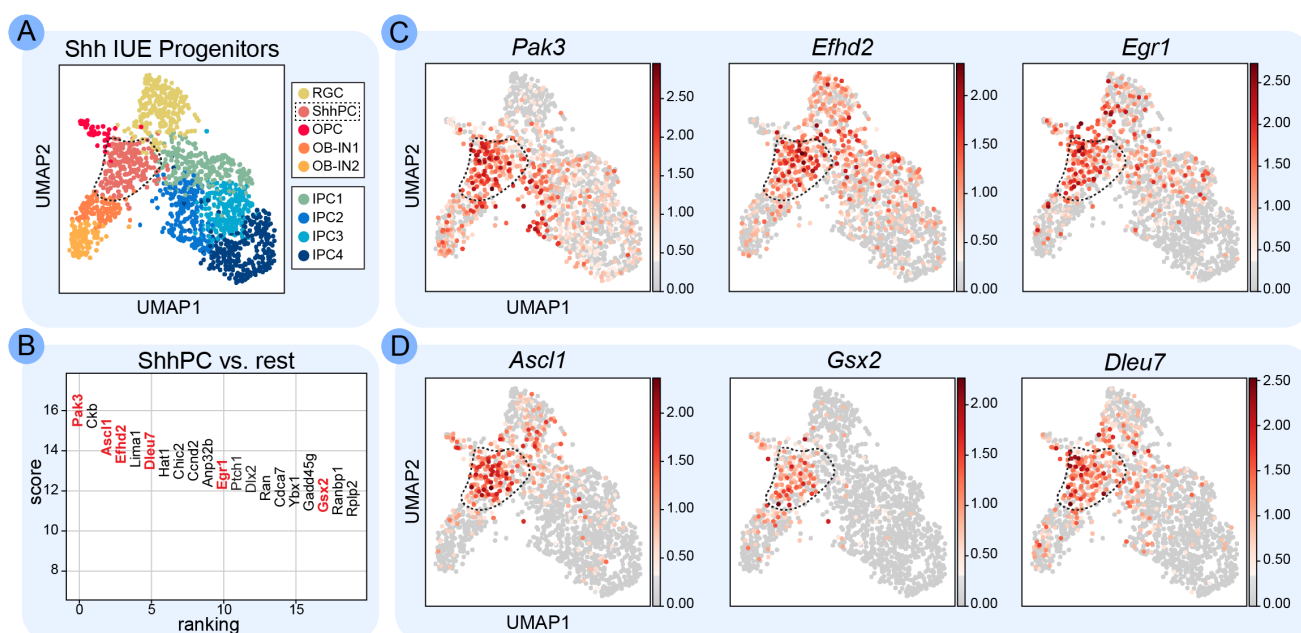 A
Shh IUE Progenitors
UMAP2
UMAP1
RGC
ShhPC
OPC
OB-IN1
OB-IN2
IPC1
IPC2
IPC3
IPC4
B
ShhPC vs. rest
score
16
14
12
10
8
Pak3
Ckb
Ascl1
Efhd2
Lima1
Dleu7
Hat1
Chic2
Ccnd2
Anp32b
Egr1
Ptch1
Dlx2
Ran
Cdca7
Ybx1
Gadd45g
Gsx2
Ranbp1
Rplp2
0 5 10 15
ranking
C
Pak3
UMAP2
UMAP1
2.50
2.00
1.50
1.00
0.50
0.00
Efhd2
2.00
1.50
1.00
0.50
0.00
Egr1
2.50
2.00
1.50
1.00
0.50
0.00
D
Ascl1
UMAP2
UMAP1
2.00
1.50
1.00
0.50
0.00
Gsx2
2.00
1.50
1.00
0.50
0.00
Dleu7
2.50
2.00
1.50
1.00
0.50
0.00